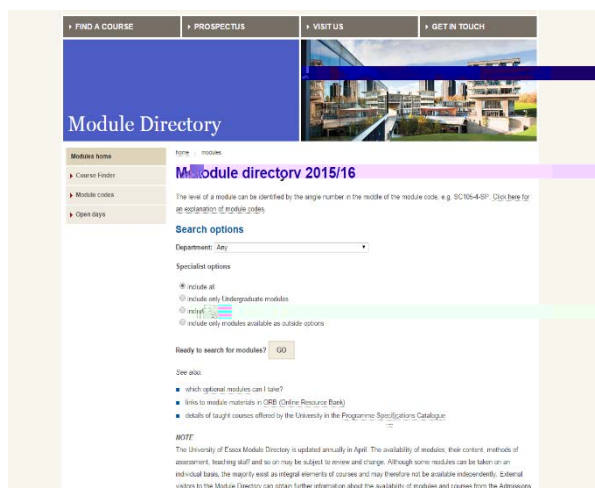 FIND A COURSE
PROSPECTUS
VISIT US
GET IN TOUCH
Module Directory
Modules home
Course Finder
Module codes
Open days
home modules
directory 2015/16
The level of a module can be identified by the single number in the middle of the module code, e.g. SC105-4-SP. Click here for
an explanation of module codes.
Search options
Department: Any
Specialist options
include all
include only Undergraduate modules
include only modules available as outside options
Ready to search for modules? GO
See also:
which optional modules can I take?
links to module materials in ORB (Online Resource Bank)
details of taught courses offered by the University in the Programme Specifications Catalogue
NOTE
The University of Essex Module Directory is updated annually in April. The availability of modules, their content, methods of
assessment, teaching staff and so on may be subject to review and change. Although some modules can be taken on an
individual basis, the majority exist as integral elements of courses and may therefore not be available independently. External
visitors to the Module Directory can obtain further information about the availability of modules and courses from the Admissions